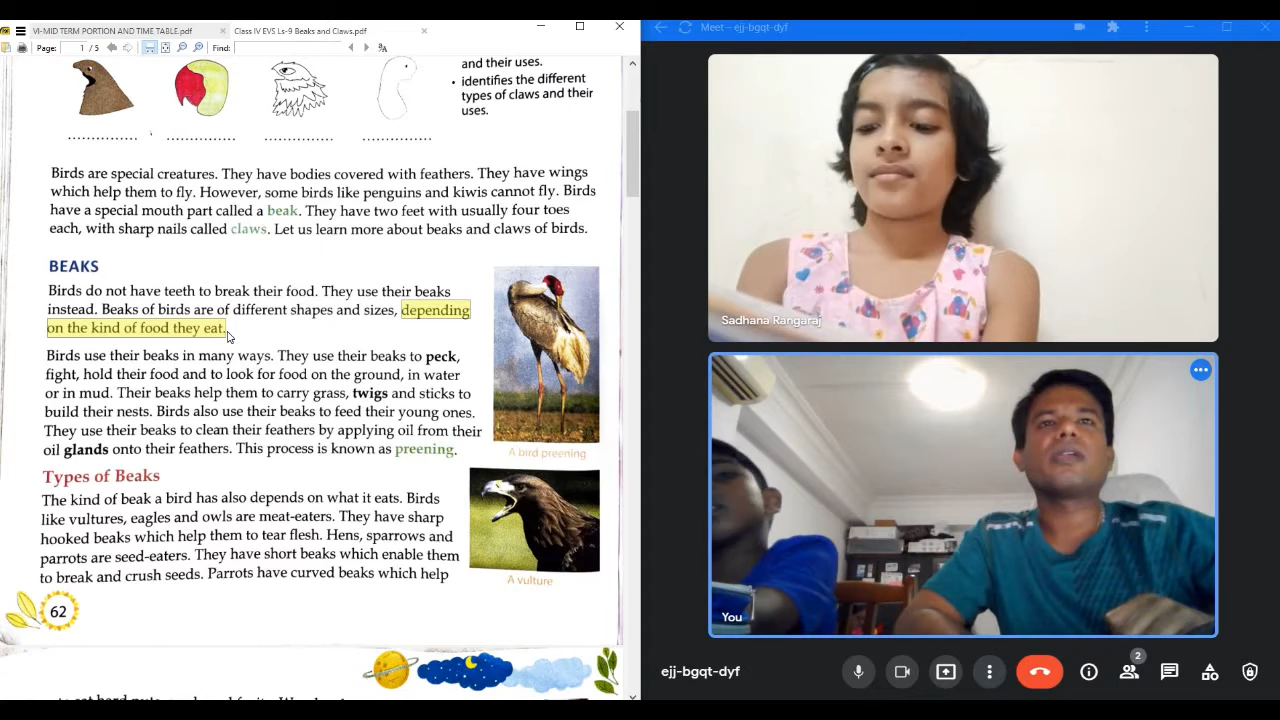 VI-MID TERM PORTION AND TIME TABLE.pdf
Class IV EVS Ls-9 Beaks and Claws.pdf
Page: 1 / 5 Find:
and their uses.
• identifies the different
types of claws and their
uses.
Birds are special creatures. They have bodies covered with feathers. They have wings
which help them to fly. However, some birds like penguins and kiwis cannot fly. Birds
have a special mouth part called a beak. They have two feet with usually four toes
each, with sharp nails called claws. Let us learn more about beaks and claws of birds.
BEAKS
Birds do not have teeth to break their food. They use their beaks
instead. Beaks of birds are of different shapes and sizes, depending
on the kind of food they eat.
Birds use their beaks in many ways. They use their beaks to peck,
fight, hold their food and to look for food on the ground, in water
or in mud. Their beaks help them to carry grass, twigs and sticks to
build their nests. Birds also use their beaks to feed their young ones.
They use their beaks to clean their feathers by applying oil from their
oil glands onto their feathers. This process is known as preening.
A bird preening
Types of Beaks
The kind of beak a bird has also depends on what it eats. Birds
like vultures, eagles and owls are meat-eaters. They have sharp
hooked beaks which help them to tear flesh. Hens, sparrows and
parrots are seed-eaters. They have short beaks which enable them
to break and crush seeds. Parrots have curved beaks which help
A vulture
62
Meet – ejj-bgqt-dyf
Sadhana Rangaraj
You
ejj-bgqt-dyf
2